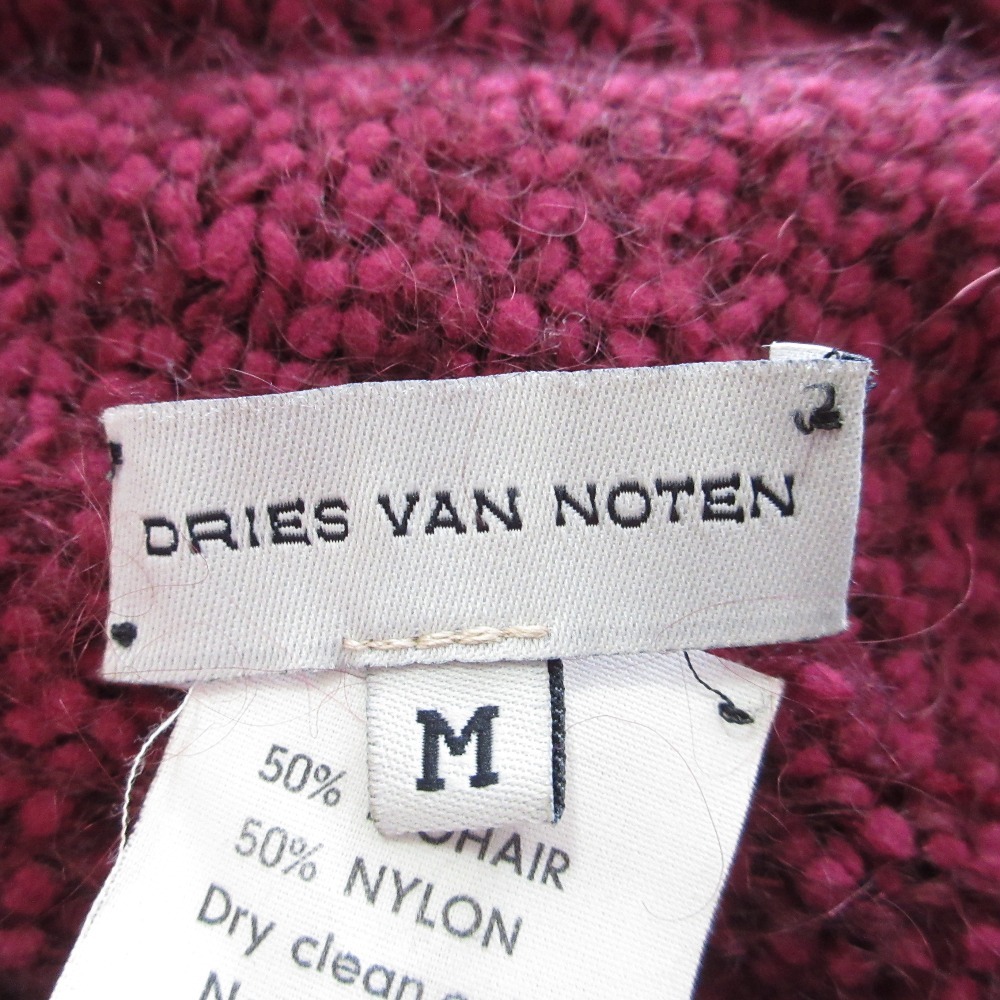 DRIES VAN NOTEN
M
50%
50% NYLON
Dry clean